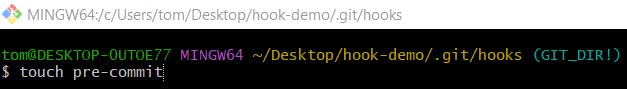 MINGW64:/c/Users/tom/Desktop/hook-demo/.git/hooks
tom@DESKTOP-OUTOE77 MINGW64 ~/Desktop/hook-demo/.git/hooks (GIT_DIR!)
$ touch pre-commit